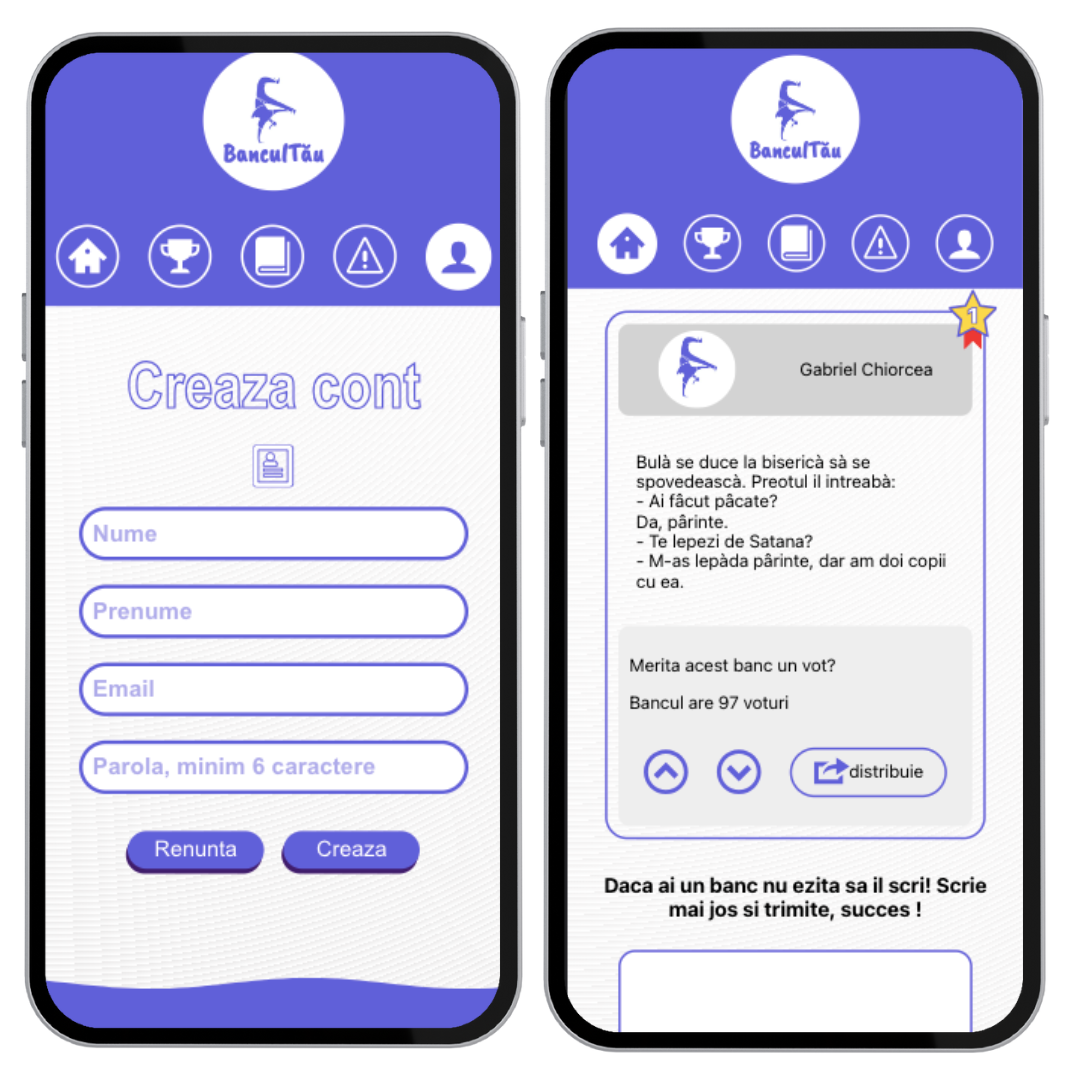 BanculTău
Creaza cont
Nume
Prenume
Email
Parola, minim 6 caractere
Renunta
Creaza
BanculTău
1
Gabriel Chiorcea
Bulà se duce la bisericà sà se
spovedeascà. Preotul il intreabà:
- Ai fâcut pâcate?
Da, pârinte.
- Te lepezi de Satana?
- M-as lepàda pârinte, dar am doi copii
cu ea.
Merita acest banc un vot?
Bancul are 97 voturi
distribuie
Daca ai un banc nu ezita sa il scri! Scrie
mai jos si trimite, succes !